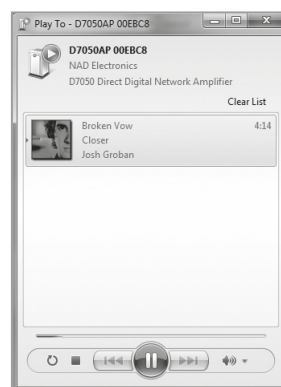 Play To - D7050AP 00EBC8
D7050AP 00EBC8
NAD Electronics
D7050 Direct Digital Network Amplifier
Clear List
Broken Vow 4:14
Closer
Josh Groban